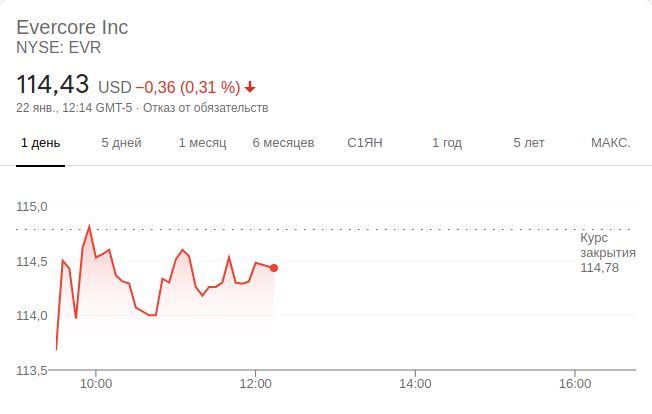 Evercore Inc
NYSE: EVR
114,43 USD −0,36 (0,31 %)
22 янв., 12:14 GMT-5 · Отказ от обязательств
1 день 5 дней 1 месяц 6 месяцев С1ЯН 1 год 5 лет МАКС.
115,0
Курс
закрытия
114,78
114,5
114,0
113,5
10:00 12:00 14:00 16:00